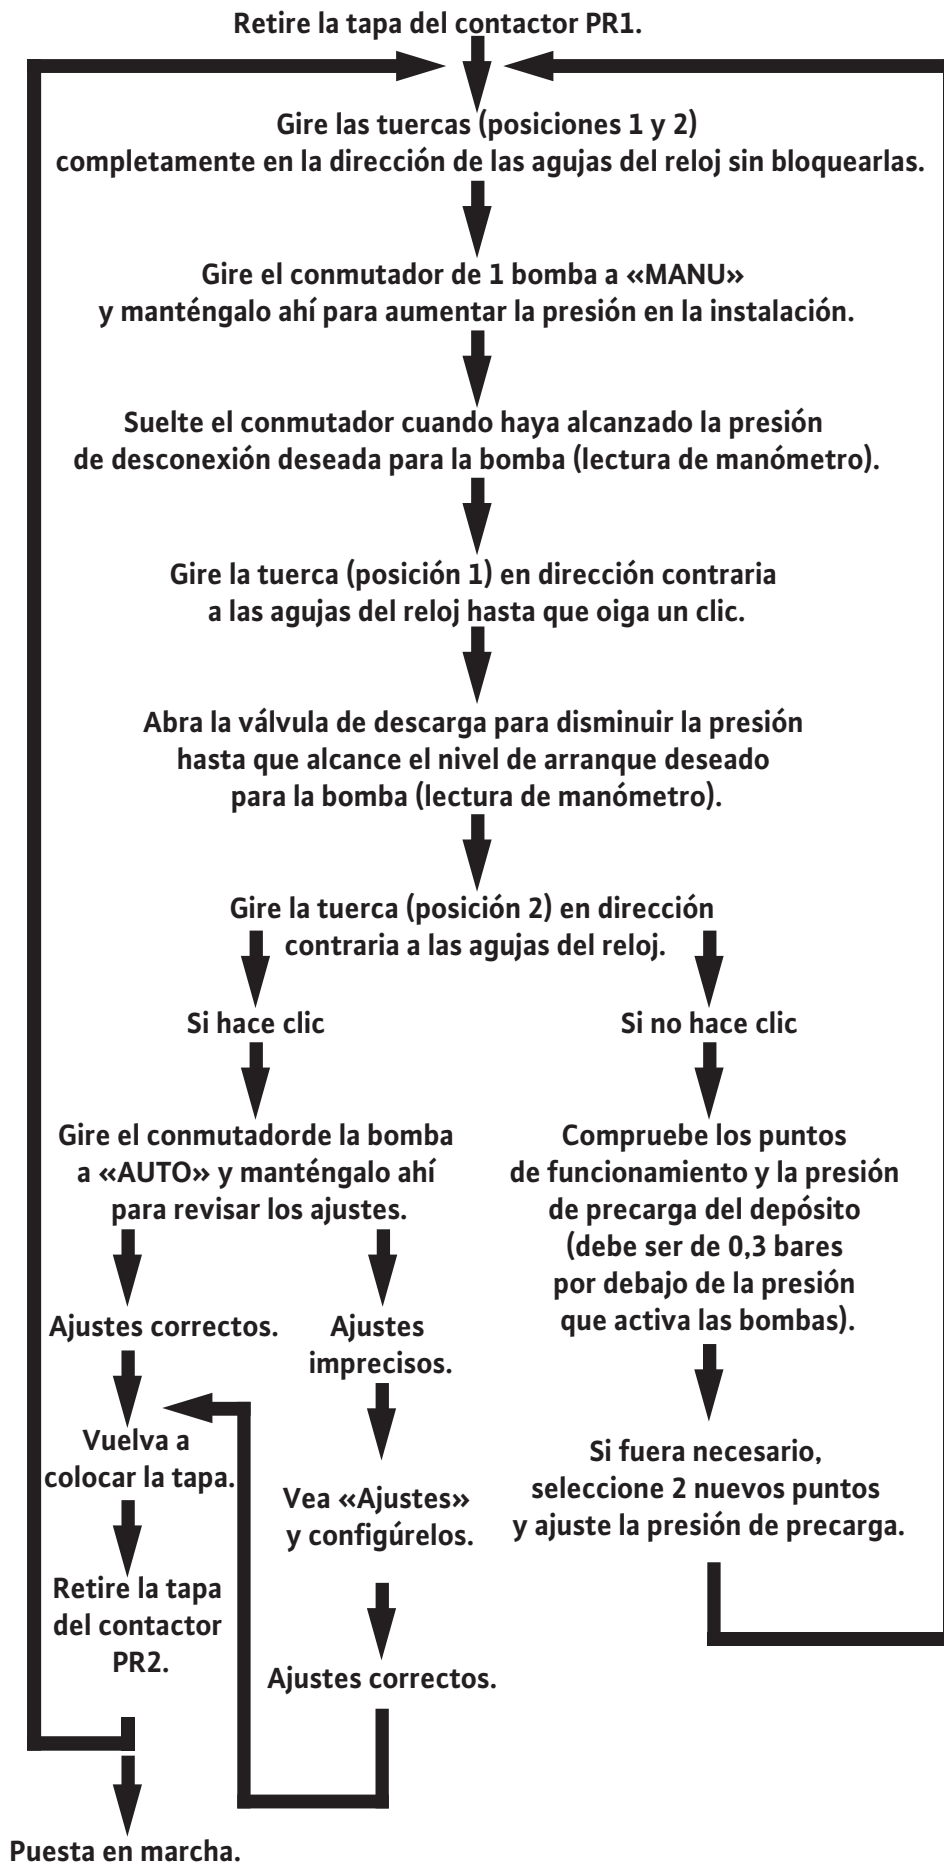 Retire la tapa del contactor PR1.
Gire las tuercas (posiciones 1 y 2)
completamente en la dirección de las agujas del reloj sin bloquearlas.
Gire el conmutador de 1 bomba a «MANU»
y manténgalo ahí para aumentar la presión en la instalación.
Suelte el conmutador cuando haya alcanzado la presión
de desconexión deseada para la bomba (lectura de manómetro).
Gire la tuerca (posición 1) en dirección contraria
a las agujas del reloj hasta que oiga un clic.
Abra la válvula de descarga para disminuir la presión
hasta que alcance el nivel de arranque deseado
para la bomba (lectura de manómetro).
Gire la tuerca (posición 2) en dirección
contraria a las agujas del reloj.
Si hace clic
Gire el conmutadorde la bomba
a «AUTO» y manténgalo ahí
para revisar los ajustes.
Ajustes correctos.
Vuelva a
colocar la tapa.
Retire la tapa
del contactor
PR2.
Puesta en marcha.
Ajustes
imprecisos.
Vea «Ajustes»
y configúrelos.
Ajustes correctos.
Si no hace clic
Compruebe los puntos
de funcionamiento y la presión
de precarga del depósito
(debe ser de 0,3 bares
por debajo de la presión
que activa las bombas).
Si fuera necesario,
seleccione 2 nuevos puntos
y ajuste la presión de precarga.